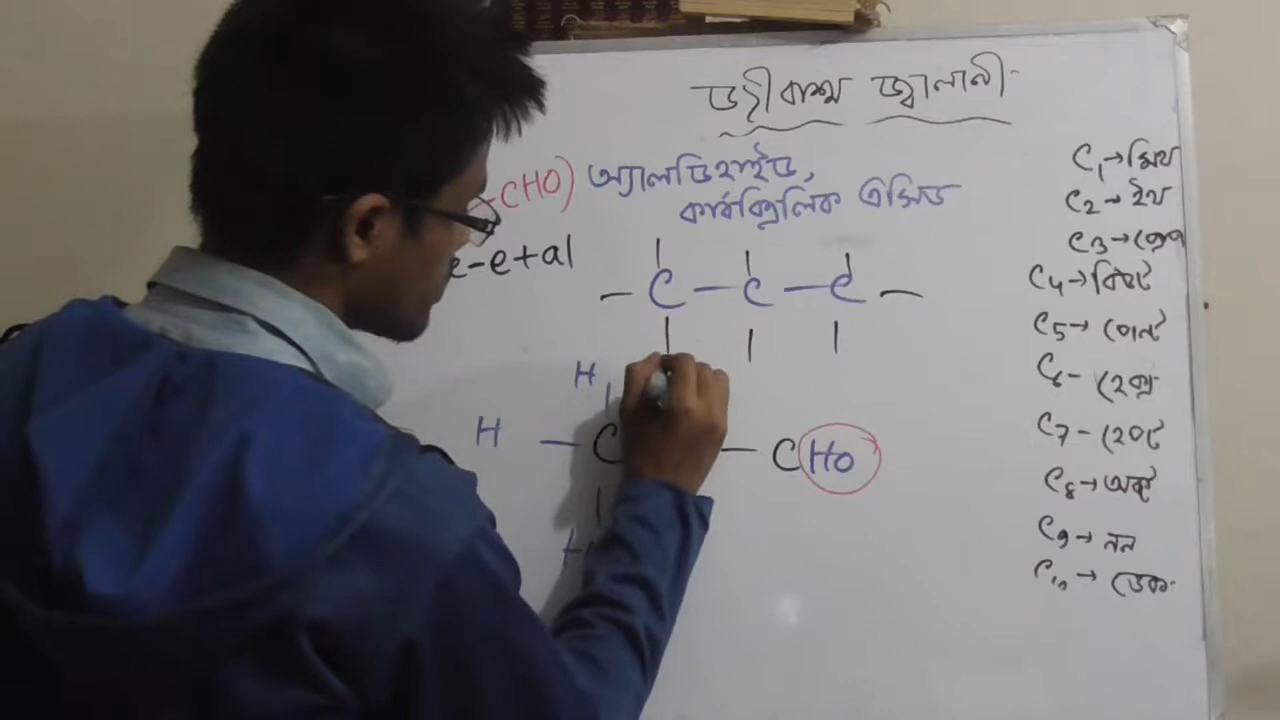 জীবাশ্ম জ্বালানী
-CHO) অ্যালডিহাইড,
কার্বক্সিলিক এসিড
e-e+al
- C - C - C -
H
H - C - CHO
C₁→মিথ
C₂→ইথ
C₃→প্রোপ
C₄→বিউট
C₅→পেন্ট
C₆- হেক্স
C₇- হেপ্ট
C₈→অক্ট
C₉→নন
C₁₀→ডেক